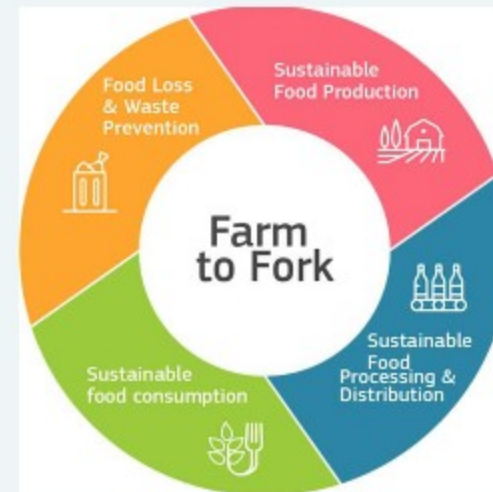 Food Loss
& Waste
Prevention
Sustainable
Food Production
Farm
to Fork
Sustainable
Food
Processing &
Distribution
Sustainable
food consumption